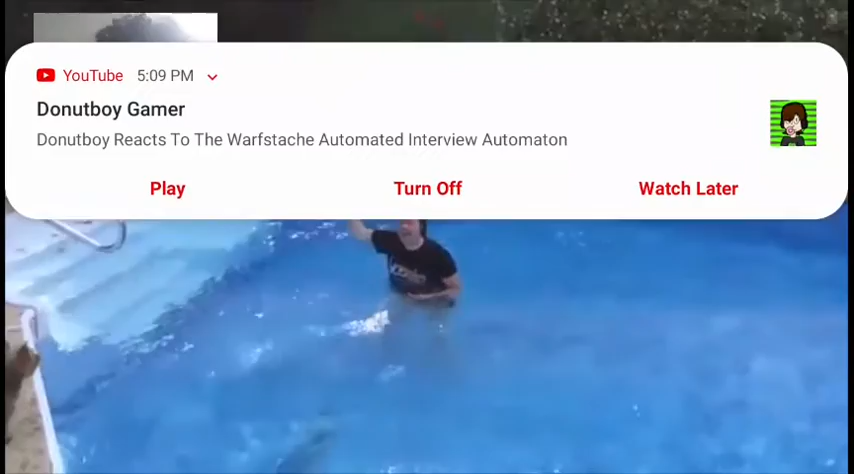 YouTube 5:09 PM
Donutboy Gamer
Donutboy Reacts To The Warfstache Automated Interview Automaton
Play Turn Off Watch Later